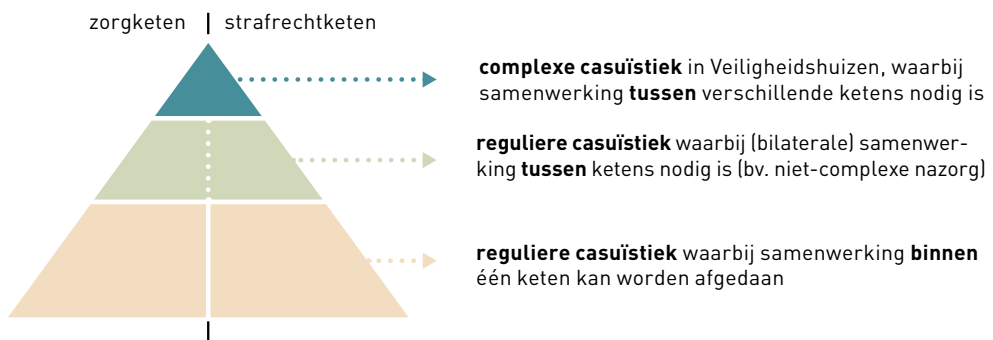 zorgketen | strafrechtketen
complexe casuïstiek in Veiligheidshuizen, waarbij
samenwerking tussen verschillende ketens nodig is
reguliere casuïstiek waarbij (bilaterale) samenwer-
king tussen ketens nodig is (bv. niet-complexe nazorg)
reguliere casuïstiek waarbij samenwerking binnen
één keten kan worden afgedaan